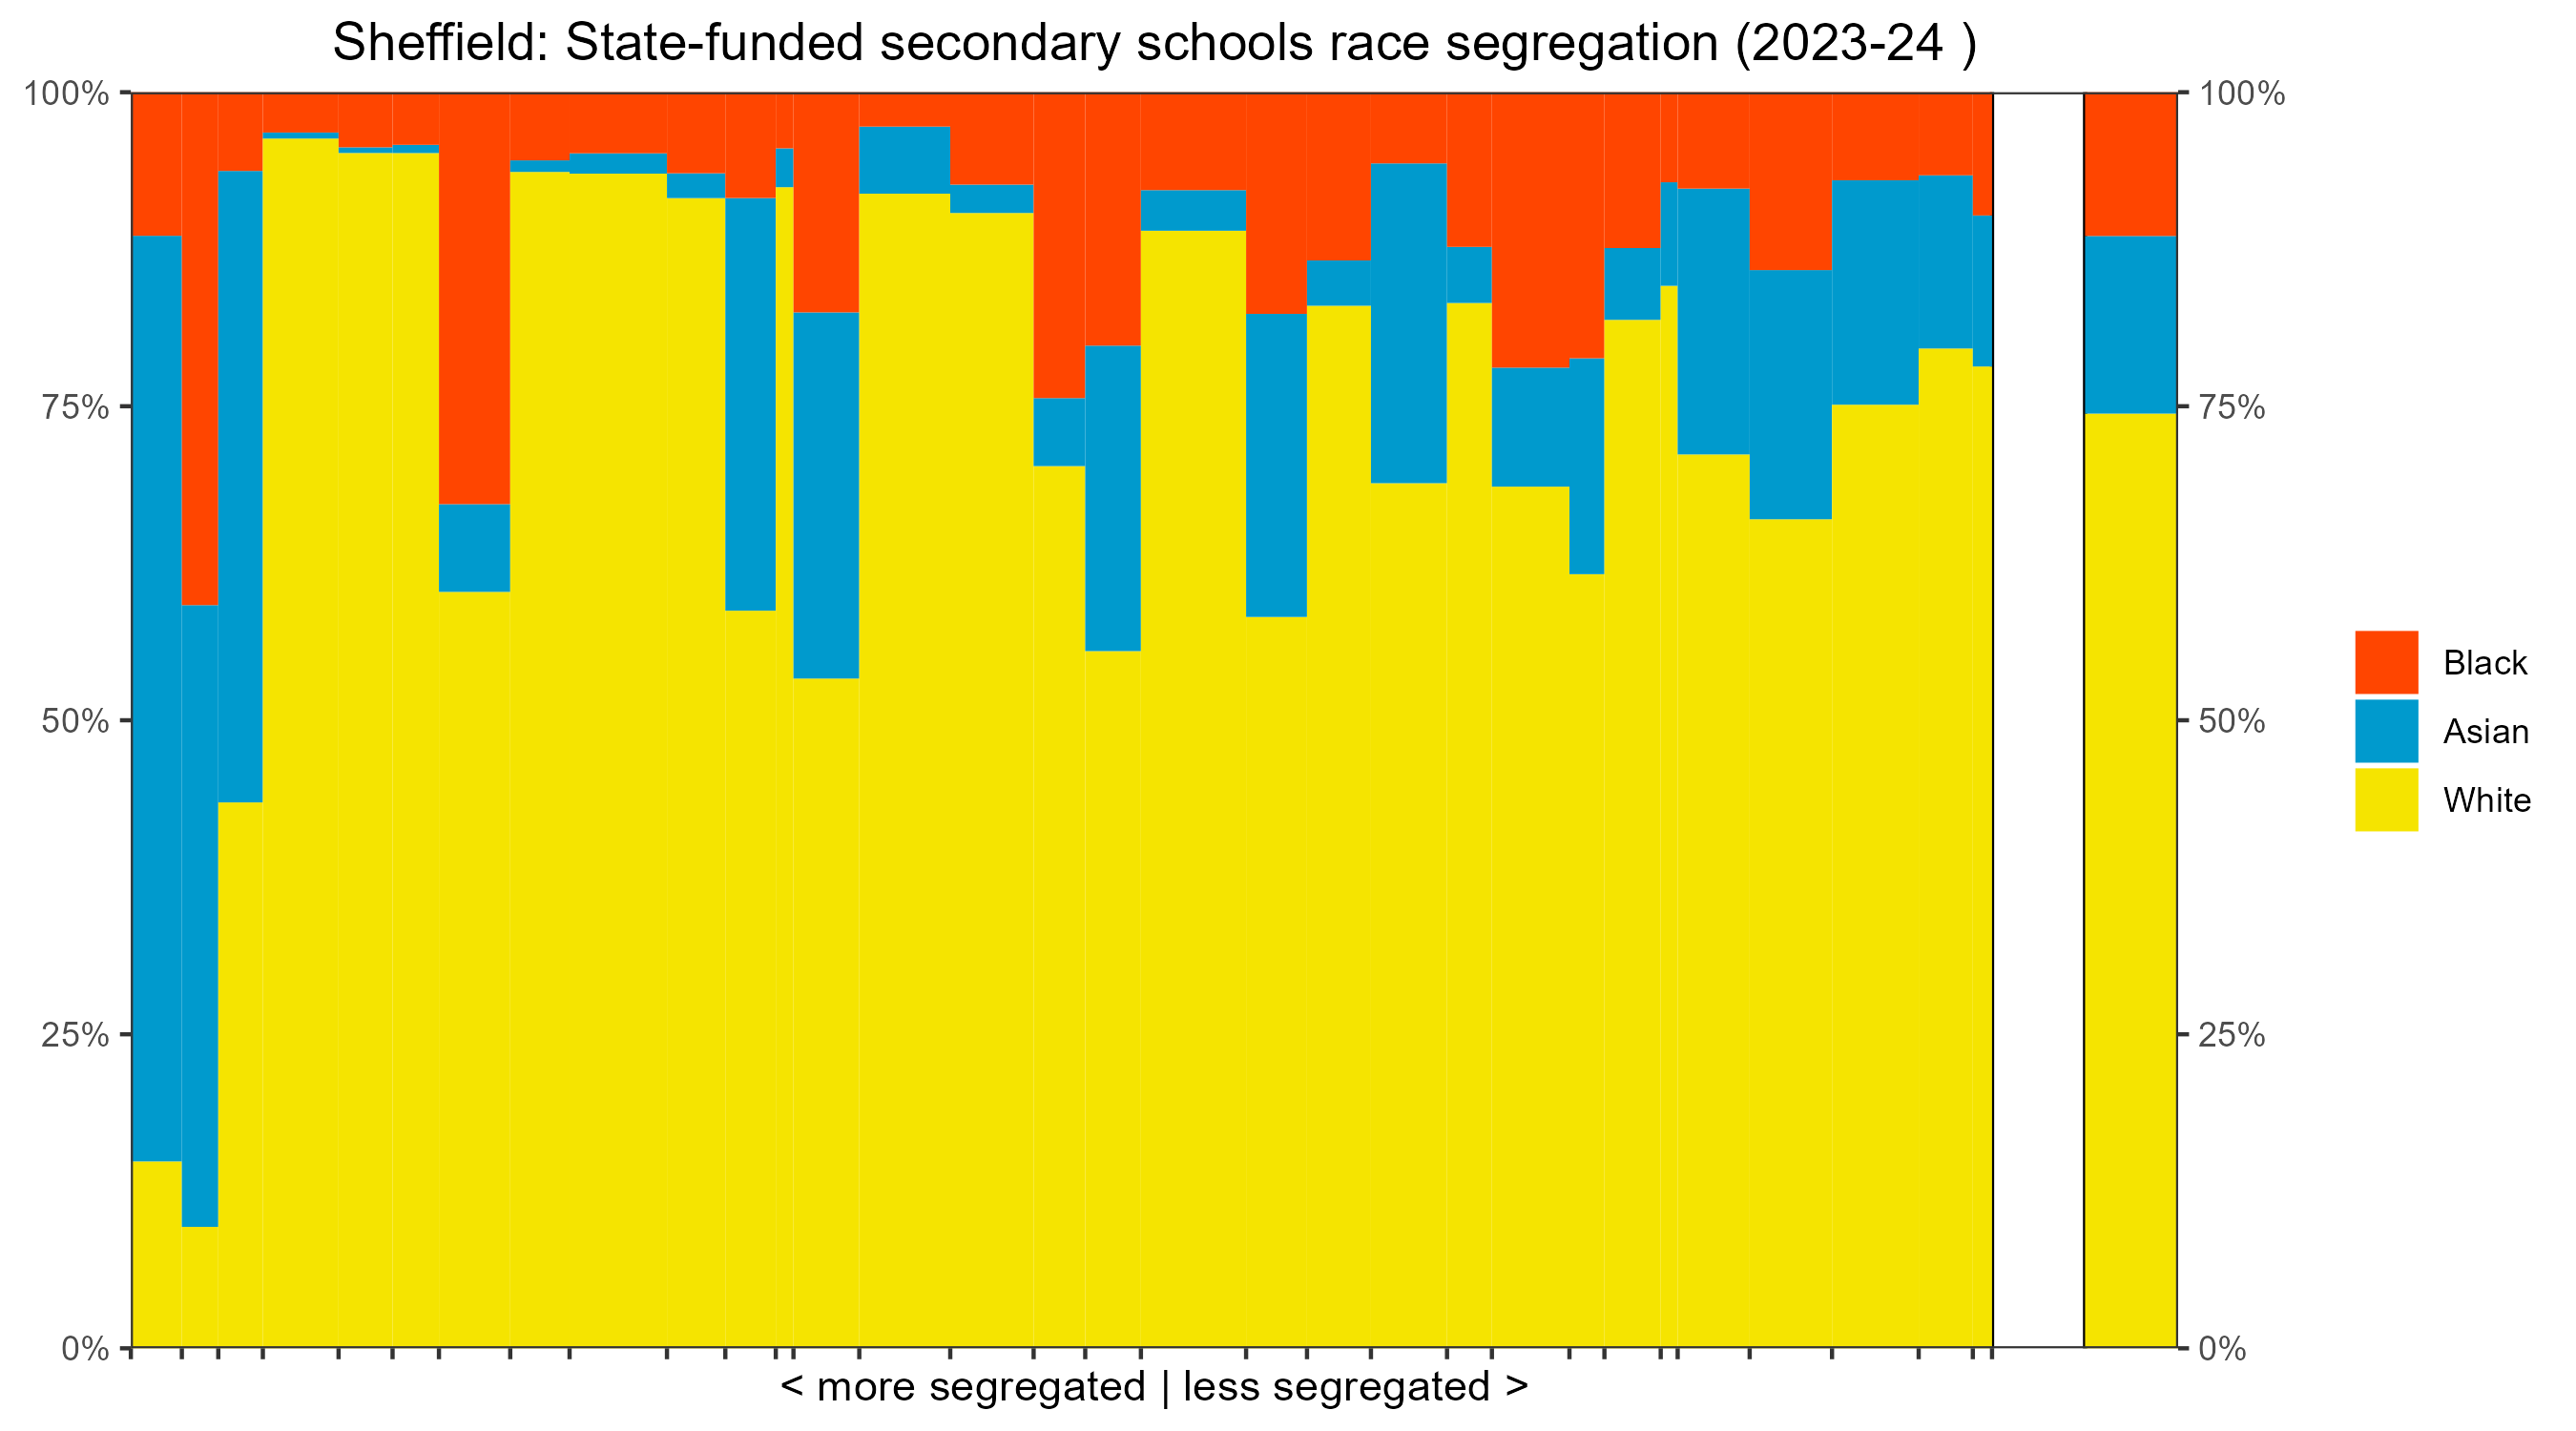 Sheffield: State-funded secondary schools race segregation (2023-24 )
100%
75%
50%
25%
0%
100%
75%
50%
25%
0%
Black
Asian
White
< more segregated | less segregated >